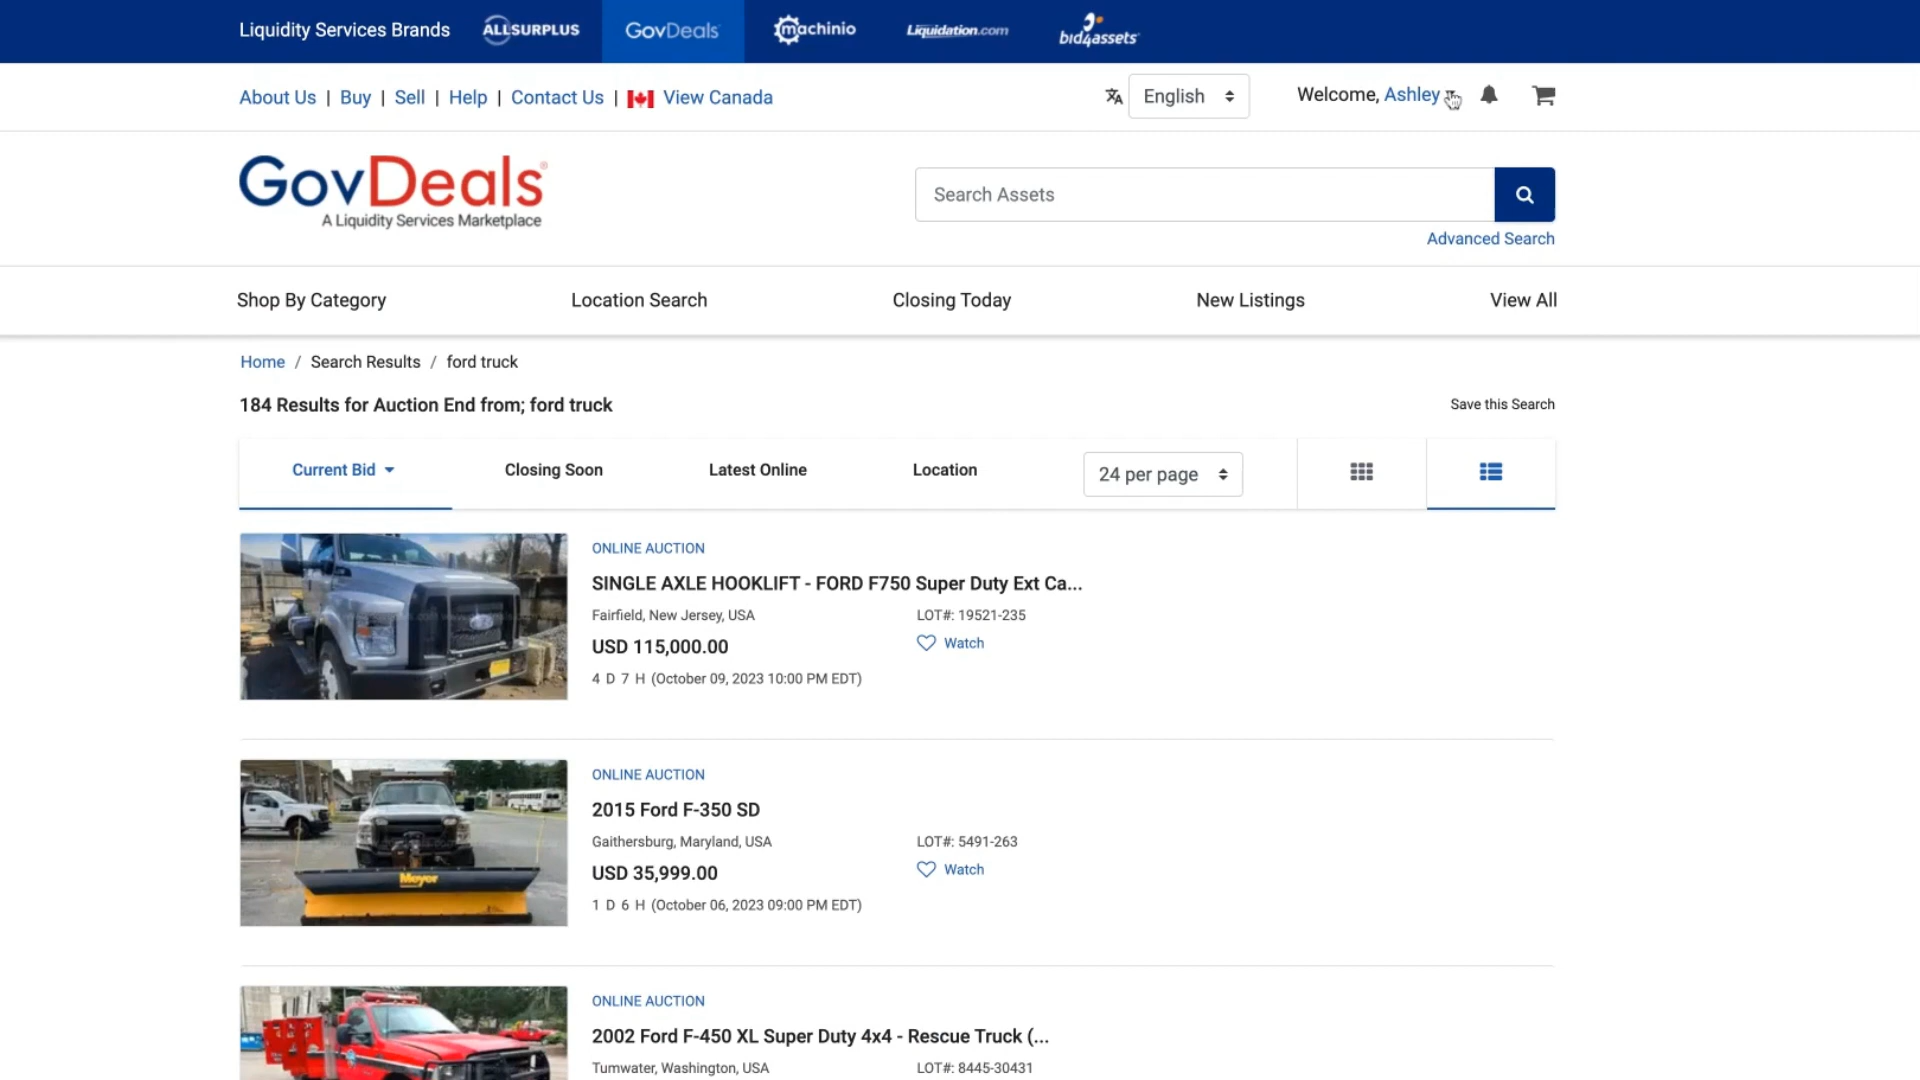 Liquidity Services Brands ALLSURPLUS GovDeals machinio Liquidation.com bid4assets
About Us | Buy | Sell | Help | Contact Us | View Canada English Welcome, Ashley
GovDeals
A Liquidity Services Marketplace
Search Assets
Advanced Search
Shop By Category Location Search Closing Today New Listings View All
Home / Search Results / ford truck
184 Results for Auction End from; ford truck Save this Search
Current Bid Closing Soon Latest Online Location 24 per page
ONLINE AUCTION
SINGLE AXLE HOOKLIFT - FORD F750 Super Duty Ext Ca...
Fairfield, New Jersey, USA LOT#: 19521-235
USD 115,000.00 Watch
4 D 7 H (October 09, 2023 10:00 PM EDT)
ONLINE AUCTION
2015 Ford F-350 SD
Gaithersburg, Maryland, USA LOT#: 5491-263
USD 35,999.00 Watch
Meyer
1 D 6 H (October 06, 2023 09:00 PM EDT)
ONLINE AUCTION
2002 Ford F-450 XL Super Duty 4x4 - Rescue Truck (...
Tumwater, Washington, USA LOT#: 8445-30431